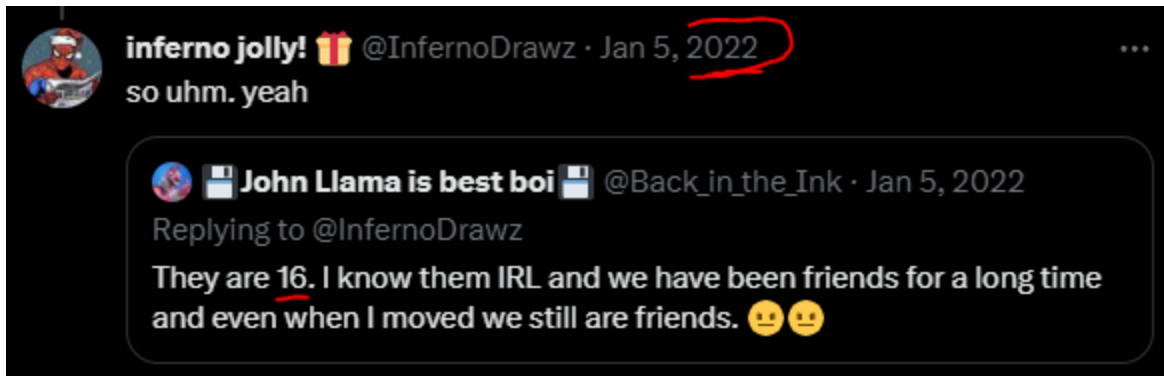 inferno jolly! 🎁 @InfernoDrawz · Jan 5, 2022 ···
so uhm. yeah
💾John Llama is best boi💾 @Back_in_the_Ink · Jan 5, 2022
Replying to @InfernoDrawz
They are 16. I know them IRL and we have been friends for a long time
and even when I moved we still are friends. 😐😐